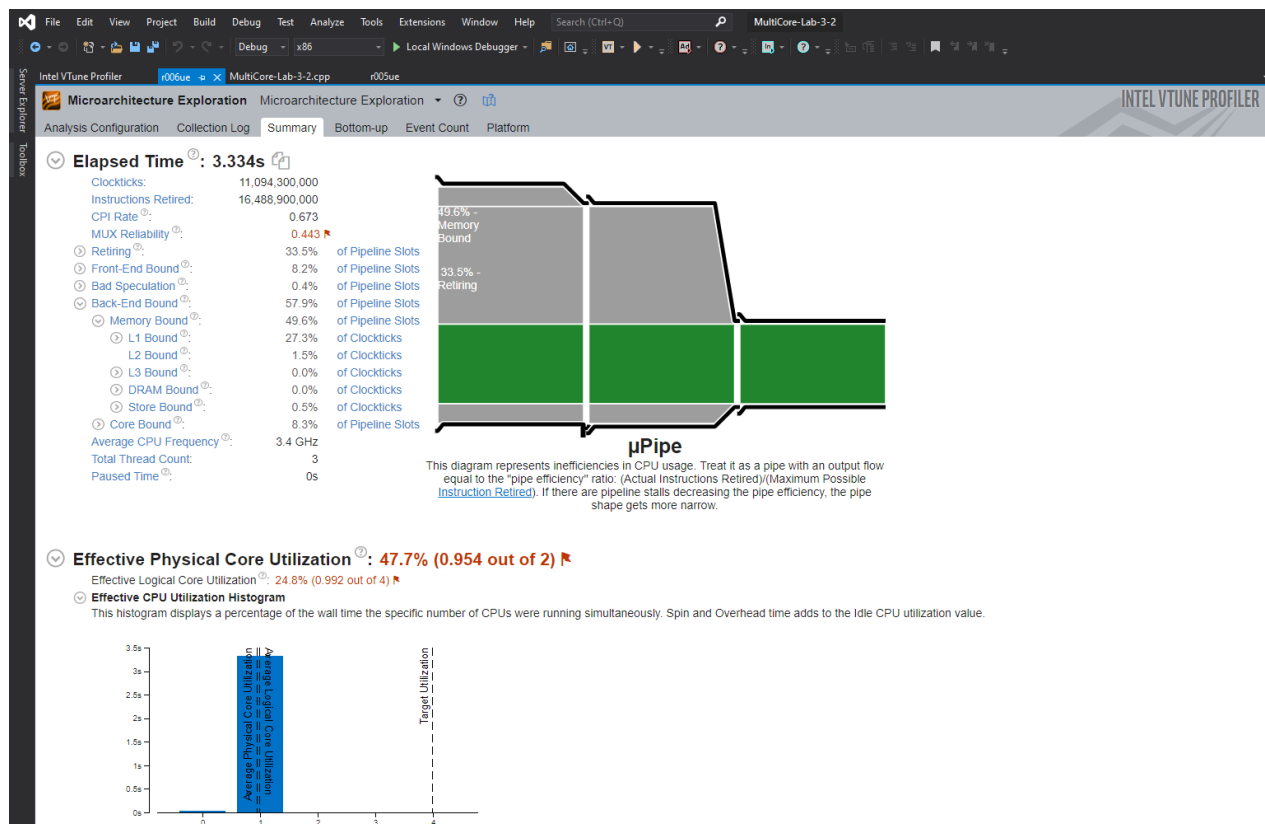 File Edit View Project Build Debug Test Analyze Tools Extensions Window Help Search (Ctrl+Q) MultiCore-Lab-3-2
Debug x86 Local Windows Debugger
Server Explorer
Toolbox
Intel VTune Profiler r006ue MultiCore-Lab-3-2.cpp r005ue
Microarchitecture Exploration Microarchitecture Exploration INTEL VTUNE PROFILER
Analysis Configuration Collection Log Summary Bottom-up Event Count Platform
Elapsed Time: 3.334s
Clockticks: 11,094,300,000
Instructions Retired: 16,488,900,000
CPI Rate: 0.673
MUX Reliability: 0.443
Retiring: 33.5% of Pipeline Slots
Front-End Bound: 8.2% of Pipeline Slots
Bad Speculation: 0.4% of Pipeline Slots
Back-End Bound: 57.9% of Pipeline Slots
Memory Bound: 49.6% of Pipeline Slots
L1 Bound: 27.3% of Clockticks
L2 Bound: 1.5% of Clockticks
L3 Bound: 0.0% of Clockticks
DRAM Bound: 0.0% of Clockticks
Store Bound: 0.5% of Clockticks
Core Bound: 8.3% of Pipeline Slots
Average CPU Frequency: 3.4 GHz
Total Thread Count: 3
Paused Time: 0s
49.6% -
Memory
Bound
33.5% -
Retiring
µPipe
This diagram represents inefficiencies in CPU usage. Treat it as a pipe with an output flow
equal to the "pipe efficiency" ratio: (Actual Instructions Retired)/(Maximum Possible
Instruction Retired). If there are pipeline stalls decreasing the pipe efficiency, the pipe
shape gets more narrow.
Effective Physical Core Utilization: 47.7% (0.954 out of 2)
Effective Logical Core Utilization: 24.8% (0.992 out of 4)
Effective CPU Utilization Histogram
This histogram displays a percentage of the wall time the specific number of CPUs were running simultaneously. Spin and Overhead time adds to the Idle CPU utilization value.
3.5s
3s
2.5s
2s
1.5s
1s
0.5s
0s
Average Physical Core Utilization
Average Logical Core Utilization
Target Utilization
0 1 2 3 4